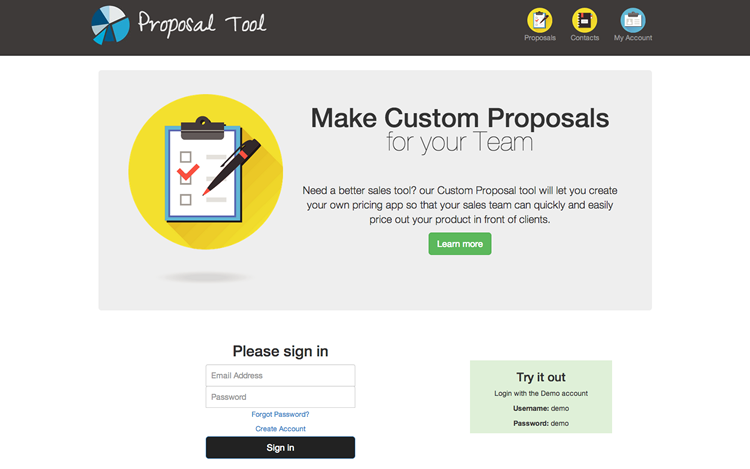 Proposal Tool
Proposals
Contacts
My Account
Make Custom Proposals
for your Team
Need a better sales tool? our Custom Proposal tool will let you create
your own pricing app so that your sales team can quickly and easily
price out your product in front of clients.
Learn more
Please sign in
Email Address
Password
Forgot Password?
Create Account
Sign in
Try it out
Login with the Demo account
Username: demo
Password: demo